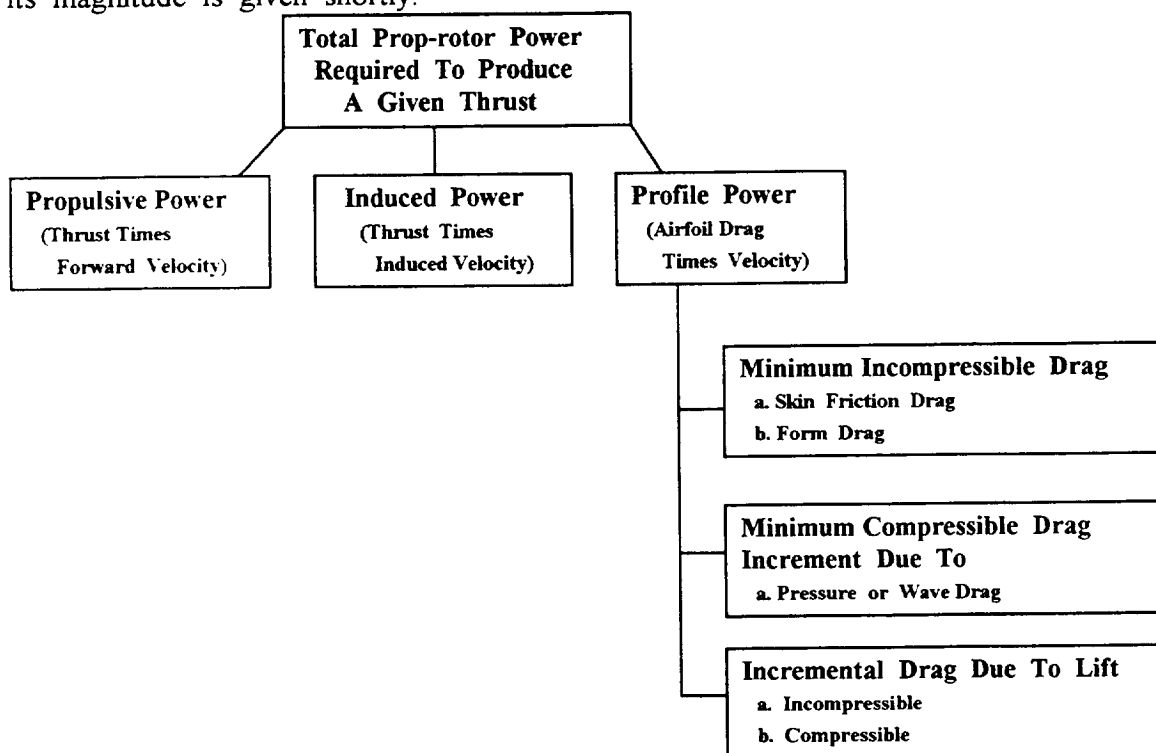 its magnitude is given shortly.
Total Prop-rotor Power
Required To Produce
A Given Thrust
Propulsive Power
(Thrust Times
Forward Velocity)
Induced Power
(Thrust Times
Induced Velocity)
Profile Power
(Airfoil Drag
Times Velocity)
Minimum Incompressible Drag
a. Skin Friction Drag
b. Form Drag
Minimum Compressible Drag
Increment Due To
a. Pressure or Wave Drag
Incremental Drag Due To Lift
a. Incompressible
b. Compressible